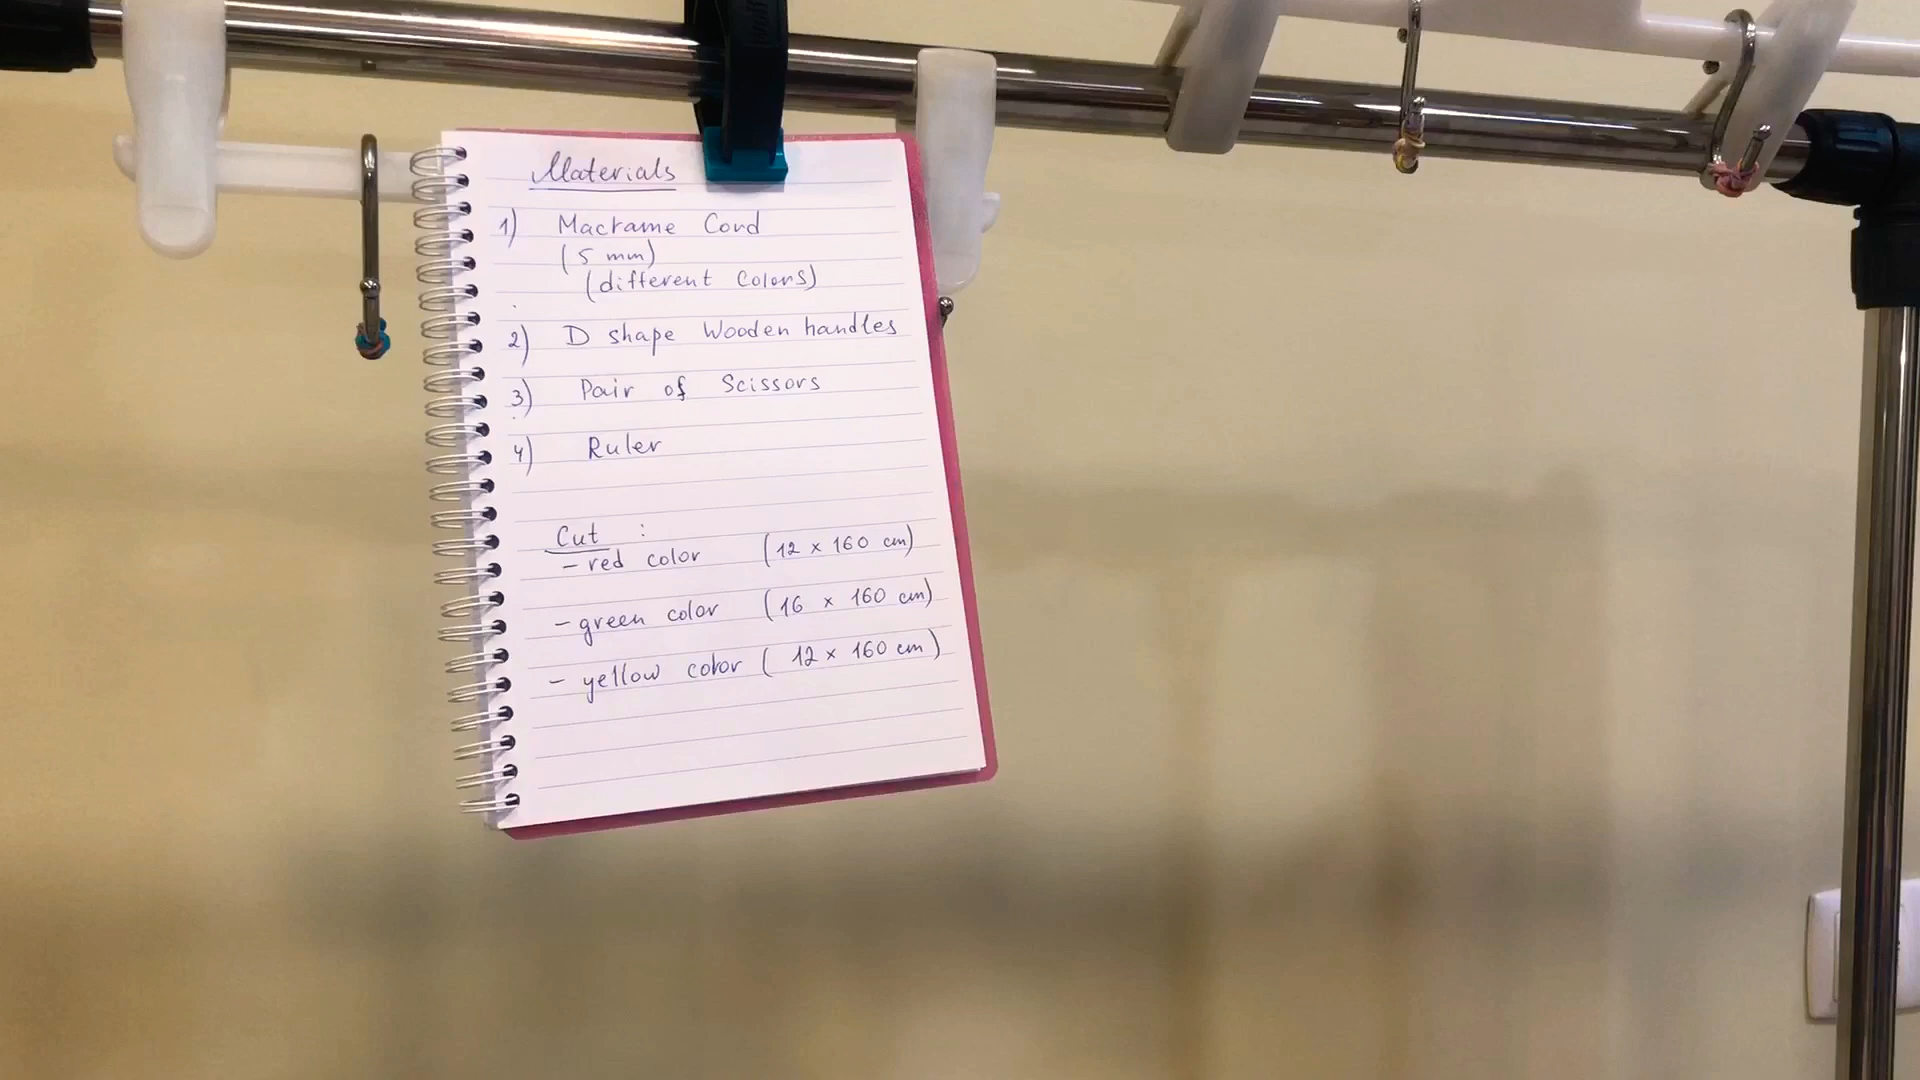 Materials
1) Macrame Cord
(5 mm)
(different Colors)
2) D shape Wooden handles
3) Pair of Scissors
4) Ruler
Cut :
- red color (12 x 160 cm)
- green color (16 x 160 cm)
- yellow color (12 x 160 cm)